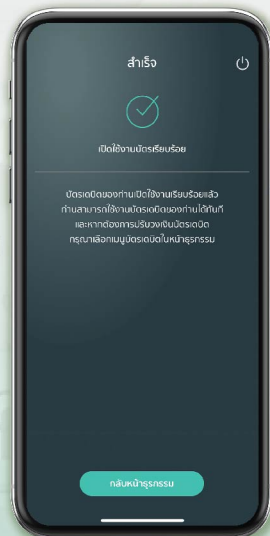 สำเร็จ
เปิดใช้งานบัตรเรียบร้อย
บัตรเดบิตของท่านเปิดใช้งานเรียบร้อยแล้ว
ท่านสามารถใช้งานบัตรเดบิตของท่านได้ทันที
และหากต้องการปรับวงเงินบัตรเดบิต
กรุณาเลือกเมนูบัตรเดบิตในหน้าธุรกรรม
กลับหน้าธุรกรรม